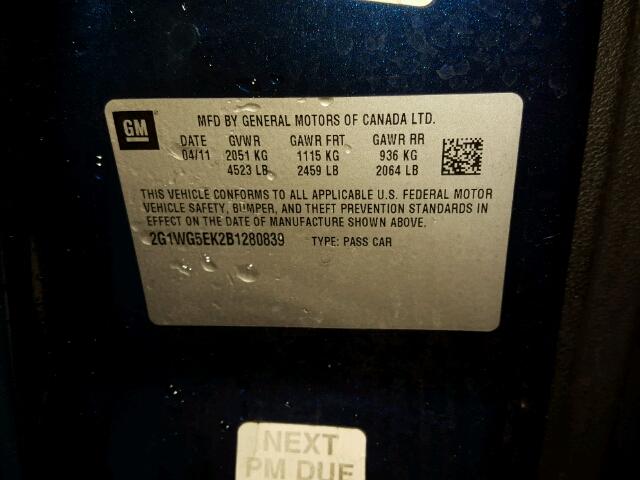 GM
MFD BY GENERAL MOTORS OF CANADA LTD.
DATE GVWR GAWR FRT GAWR RR
04/11 2051 KG 1115 KG 936 KG
4523 LB 2459 LB 2064 LB
THIS VEHICLE CONFORMS TO ALL APPLICABLE U.S. FEDERAL MOTOR
VEHICLE SAFETY, BUMPER, AND THEFT PREVENTION STANDARDS IN
EFFECT ON THE DATE OF MANUFACTURE SHOWN ABOVE.
2G1WG5EK2B1280839 TYPE: PASS CAR
NEXT
PM DUE